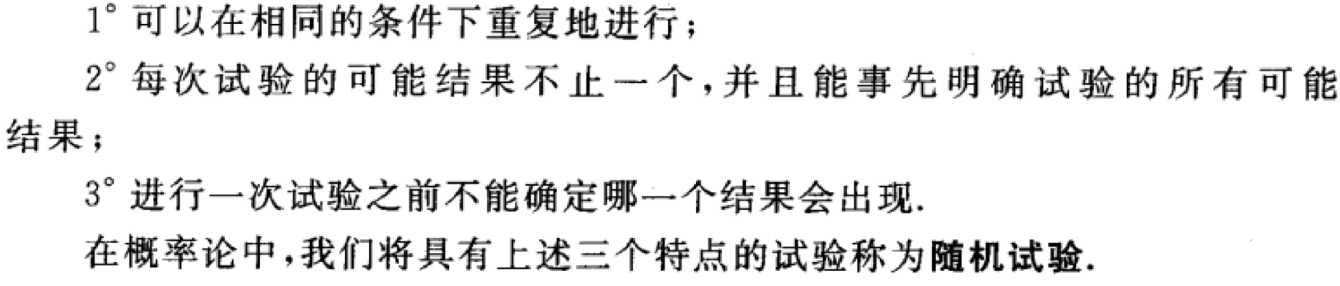 1° 可以在相同的条件下重复地进行；
2° 每次试验的可能结果不止一个，并且能事先明确试验的所有可能
结果；
3° 进行一次试验之前不能确定哪一个结果会出现.
在概率论中，我们将具有上述三个特点的试验称为随机试验.